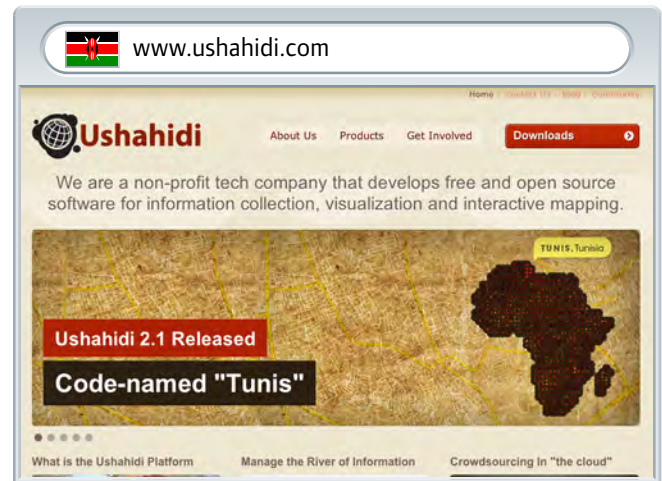 www.ushahidi.com
Home
Ushahidi
About Us Products Get Involved Downloads
We are a non-profit tech company that develops free and open source
software for information collection, visualization and interactive mapping.
TUNIS, Tunisia
Ushahidi 2.1 Released
Code-named "Tunis"
What is the Ushahidi Platform Manage the River of Information Crowdsourcing in "the cloud"